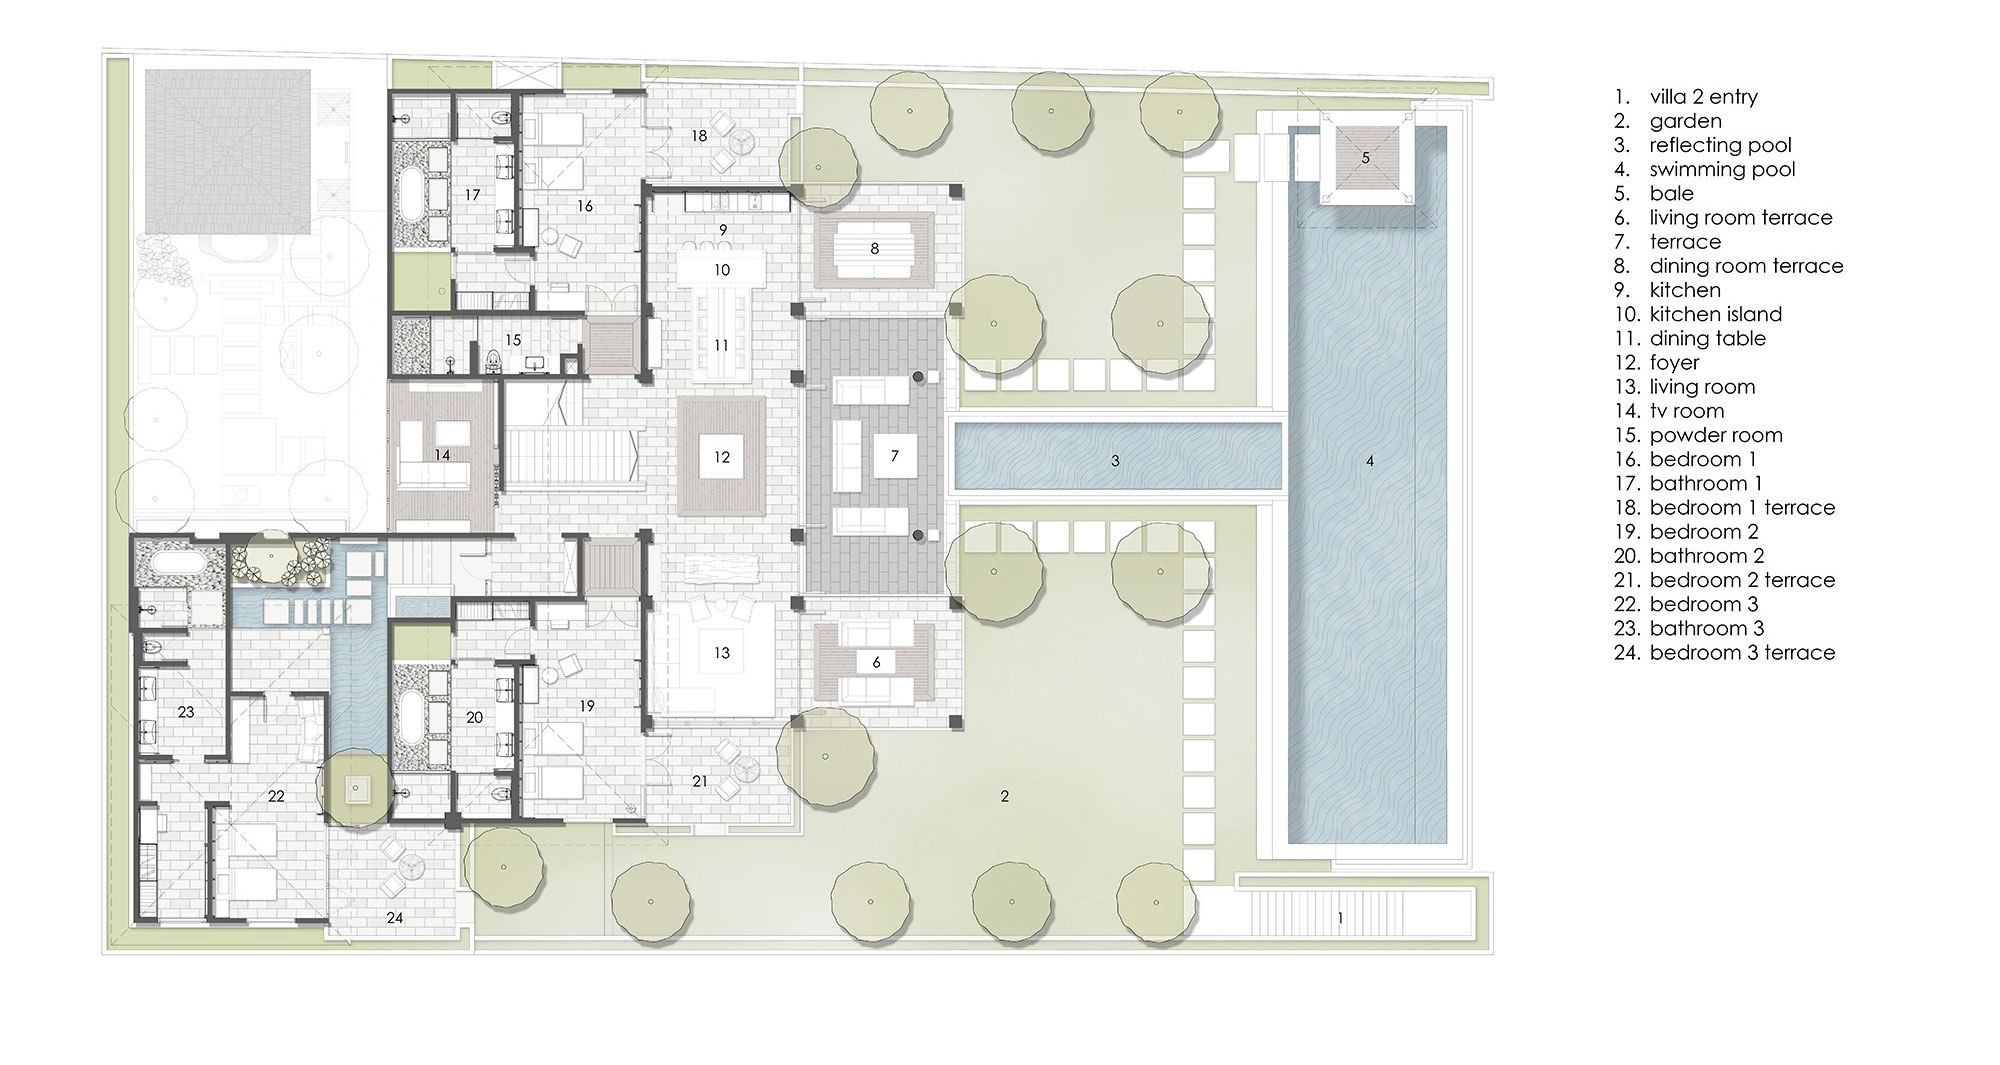 1. villa 2 entry
2. garden
3. reflecting pool
4. swimming pool
5. bale
6. living room terrace
7. terrace
8. dining room terrace
9. kitchen
10. kitchen island
11. dining table
12. foyer
13. living room
14. tv room
15. powder room
16. bedroom 1
17. bathroom 1
18. bedroom 1 terrace
19. bedroom 2
20. bathroom 2
21. bedroom 2 terrace
22. bedroom 3
23. bathroom 3
24. bedroom 3 terrace
18
5
17
16
9
8
10
15
11
14
12
7
3
4
13
6
19
20
23
21
22
2
24
1